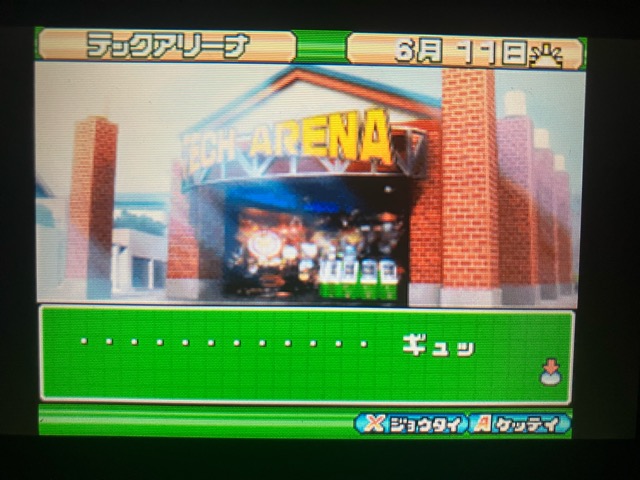 テックアリーナ
6月 11日
TECH-ARENA
・・・・・・・・・・・・ ギュッ
X ジョウタイ A ケッテイ